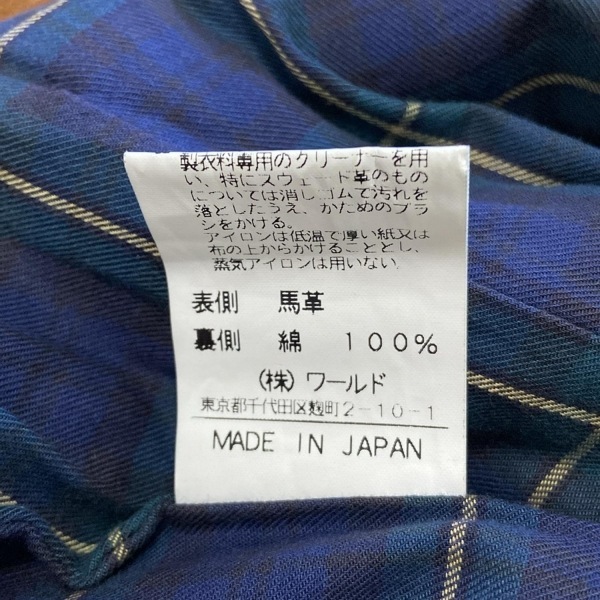 製衣料専用のクリーナーを用
い、特にスウェード革のもの
については消しゴムで汚れを
落としたうえ、かためのブラ
シをかける。
アイロンは低温で厚い紙又は
布の上からかけることとし、
蒸気アイロンは用いない。
表側 馬革
裏側 綿 100%
(株)ワールド
東京都千代田区麹町2-10-1
MADE IN JAPAN